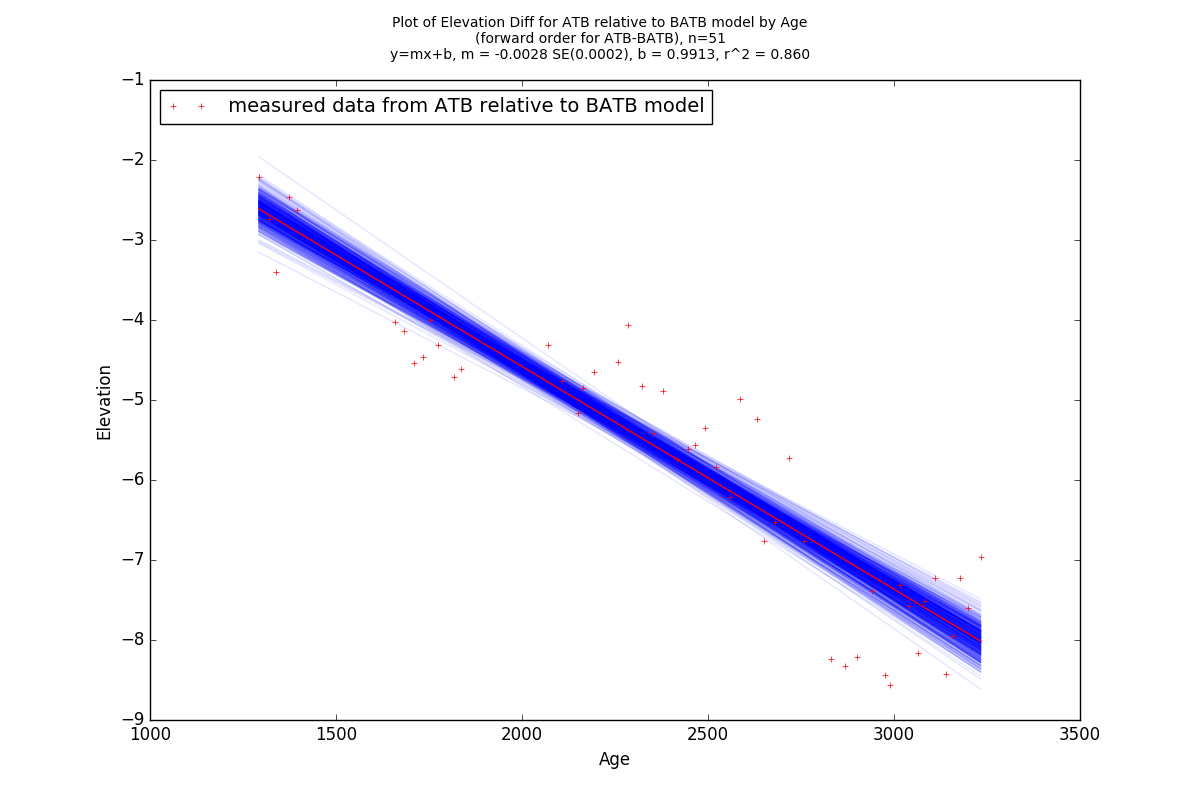 Plot of Elevation Diff for ATB relative to BATB model by Age
(forward order for ATB-BATB), n=51
y=mx+b, m = -0.0028 SE(0.0002), b = 0.9913, r^2 = 0.860
measured data from ATB relative to BATB model
−1
−2
−3
−4
−5
−6
−7
−8
−9
Elevation
1000 1500 2000 2500 3000 3500
Age